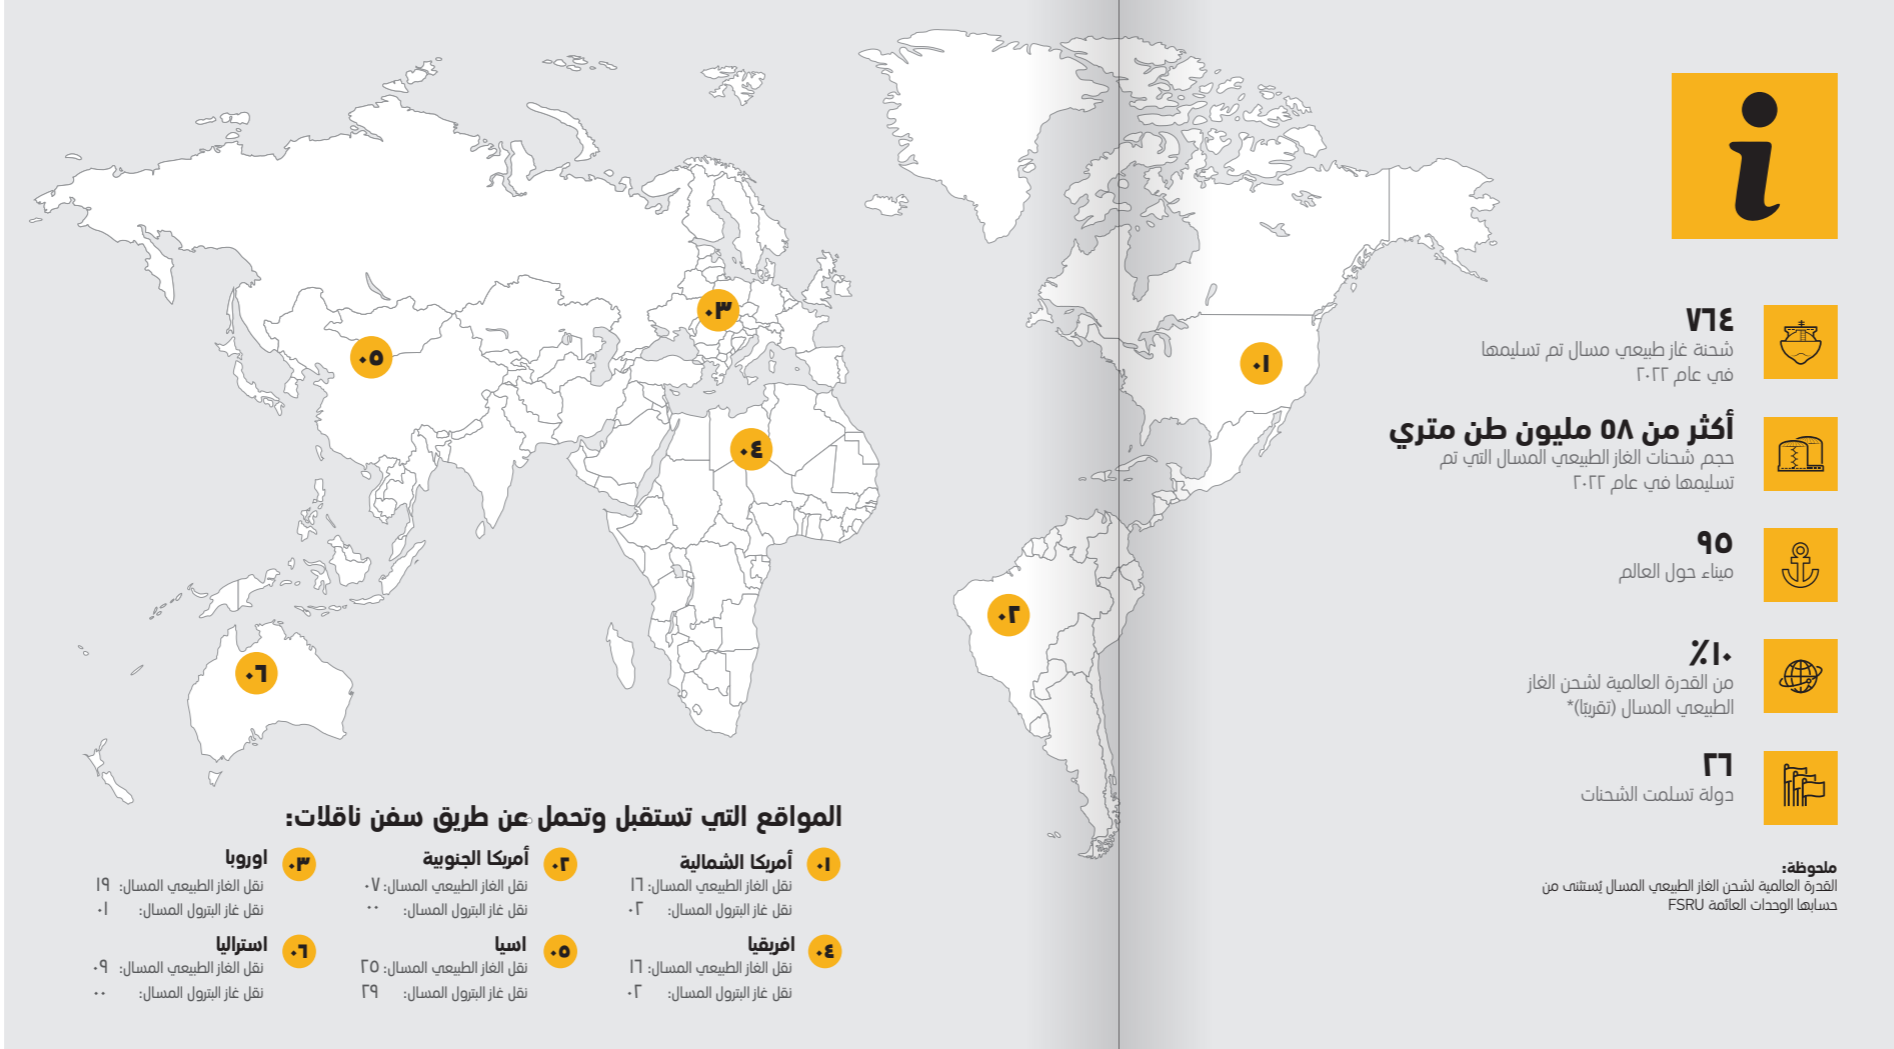 ٧٦٤
شحنة غاز طبيعي مسال تم تسليمها
في عام ٢٠٢٢
أكثر من ٥٨ مليون طن متري
حجم شحنات الغاز الطبيعي المسال التي تم
تسليمها في عام ٢٠٢٢
٩٥
ميناء حول العالم
١٠٪
من القدرة العالمية لشحن الغاز
الطبيعي المسال (تقريبًا)*
٢٦
دولة تسلمت الشحنات
ملحوظة:
القدرة العالمية لشحن الغاز الطبيعي المسال يُستثنى من
حسابها الوحدات العائمة FSRU
٠١
٠٢
٠٣
٠٤
٠٥
٠٦
المواقع التي تستقبل وتحمل عن طريق سفن ناقلات:
٠١ أمريكا الشمالية
نقل الغاز الطبيعي المسال: ١٦
نقل غاز البترول المسال: ٠٢
٠٢ أمريكا الجنوبية
نقل الغاز الطبيعي المسال: ٠٧
نقل غاز البترول المسال: ٠٠
٠٣ اوروبا
نقل الغاز الطبيعي المسال: ١٩
نقل غاز البترول المسال: ٠١
٠٤ افريقيا
نقل الغاز الطبيعي المسال: ١٦
نقل غاز البترول المسال: ٠٢
٠٥ اسيا
نقل الغاز الطبيعي المسال: ٢٥
نقل غاز البترول المسال: ٢٩
٠٦ استراليا
نقل الغاز الطبيعي المسال: ٠٩
نقل غاز البترول المسال: ٠٠